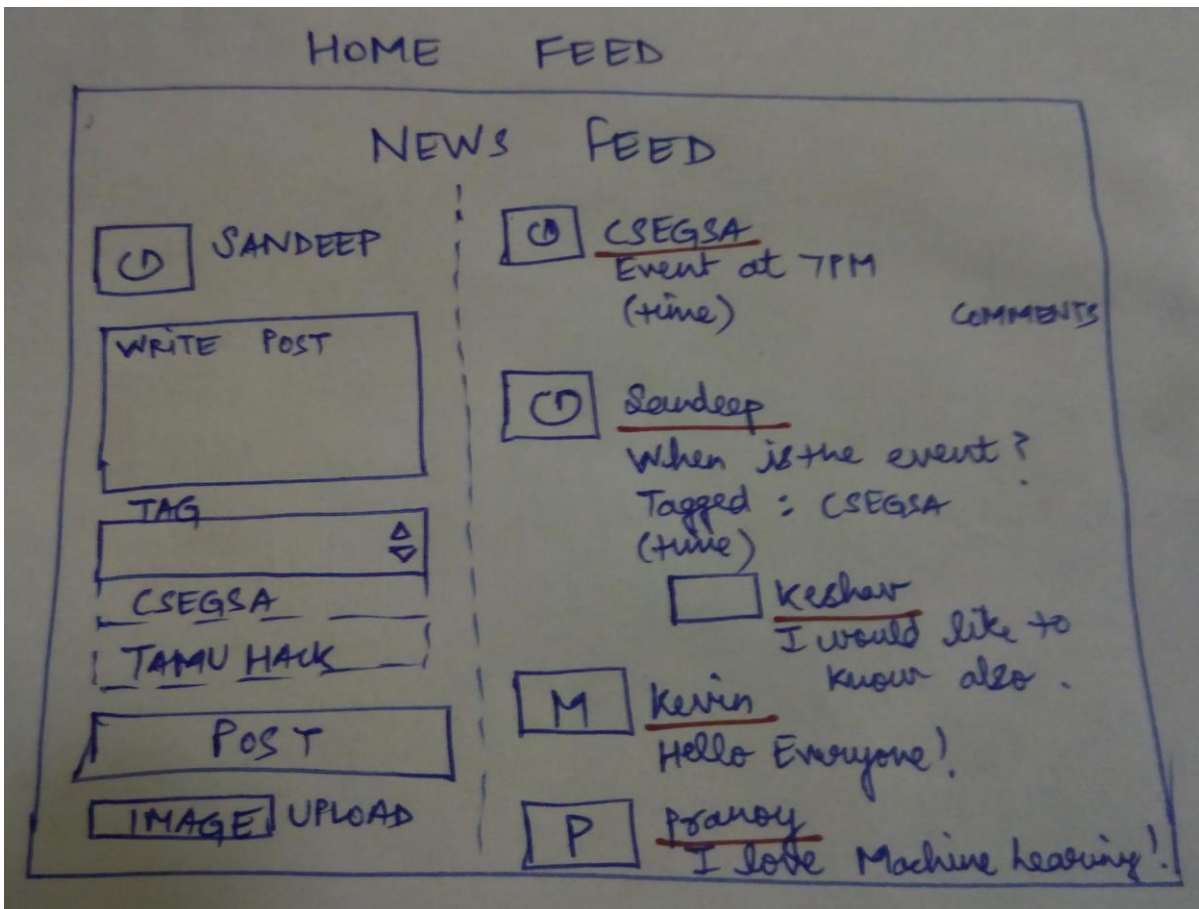 HOME FEED
NEWS FEED
SANDEEP
WRITE POST
TAG
CSEGSA
TAMU HACK
POST
IMAGE UPLOAD
CSEGSA
Event at 7PM
(time)
COMMENTS
Sandeep
When is the event?
Tagged : CSEGSA
(time)
Keshav
I would like to
know also.
M Kevin
Hello Everyone!
P Pranoy
I love Machine Learning!